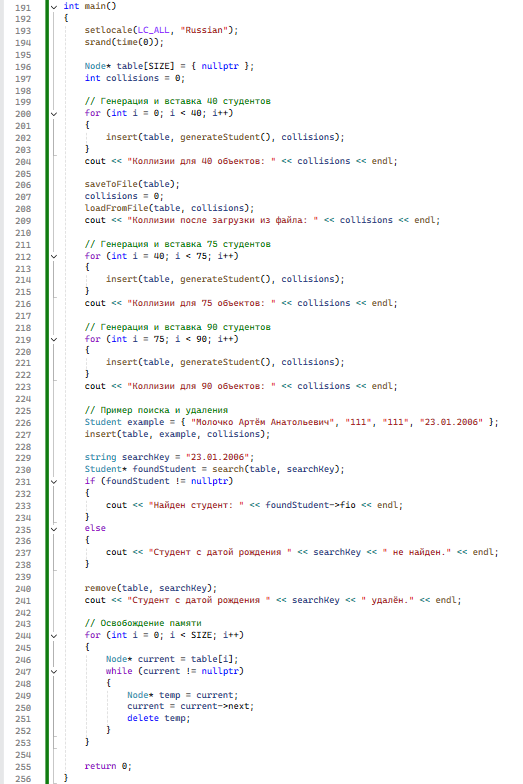 191 int main()
192 {
193 setlocale(LC_ALL, "Russian");
194 srand(time(0));
195
196 Node* table[SIZE] = { nullptr };
197 int collisions = 0;
198
199 // Генерация и вставка 40 студентов
200 for (int i = 0; i < 40; i++)
201 {
202 insert(table, generateStudent(), collisions);
203 }
204 cout << "Коллизии для 40 объектов: " << collisions << endl;
205
206 saveToFile(table);
207 collisions = 0;
208 loadFromFile(table, collisions);
209 cout << "Коллизии после загрузки из файла: " << collisions << endl;
210
211 // Генерация и вставка 75 студентов
212 for (int i = 40; i < 75; i++)
213 {
214 insert(table, generateStudent(), collisions);
215 }
216 cout << "Коллизии для 75 объектов: " << collisions << endl;
217
218 // Генерация и вставка 90 студентов
219 for (int i = 75; i < 90; i++)
220 {
221 insert(table, generateStudent(), collisions);
222 }
223 cout << "Коллизии для 90 объектов: " << collisions << endl;
224
225 // Пример поиска и удаления
226 Student example = { "Молочко Артём Анатольевич", "111", "111", "23.01.2006" };
227 insert(table, example, collisions);
228
229 string searchKey = "23.01.2006";
230 Student* foundStudent = search(table, searchKey);
231 if (foundStudent != nullptr)
232 {
233 cout << "Найден студент: " << foundStudent->fio << endl;
234 }
235 else
236 {
237 cout << "Студент с датой рождения " << searchKey << " не найден." << endl;
238 }
239
240 remove(table, searchKey);
241 cout << "Студент с датой рождения " << searchKey << " удалён." << endl;
242
243 // Освобождение памяти
244 for (int i = 0; i < SIZE; i++)
245 {
246 Node* current = table[i];
247 while (current != nullptr)
248 {
249 Node* temp = current;
250 current = current->next;
251 delete temp;
252 }
253 }
254
255 return 0;
256 }